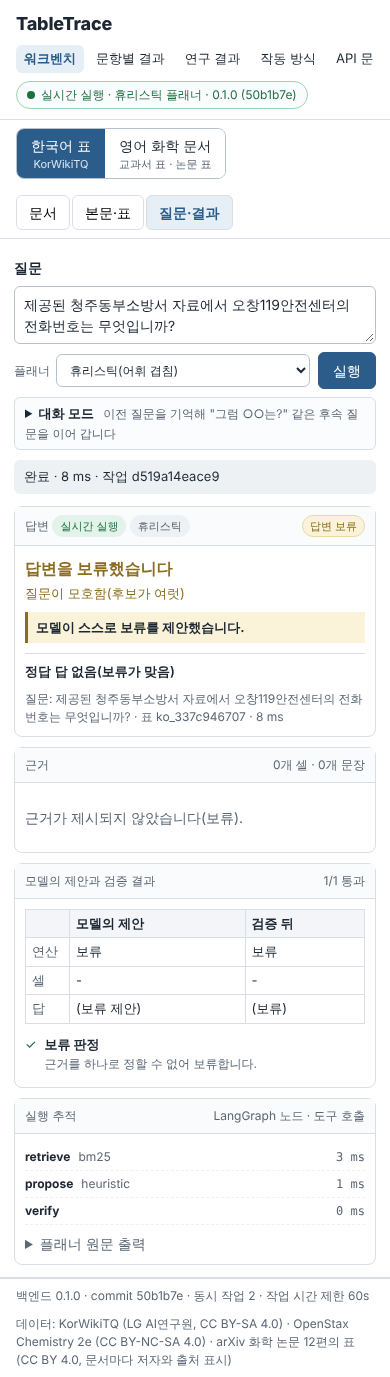 TableTrace
워크벤치 문항별 결과 연구 결과 작동 방식 API 문
실시간 실행 · 휴리스틱 플래너 · 0.1.0 (50b1b7e)
한국어 표 영어 화학 문서
KorWikiTQ 교과서 표 · 논문 표
문서 본문·표 질문·결과
질문
제공된 청주동부소방서 자료에서 오창119안전센터의
전화번호는 무엇입니까?
플래너 휴리스틱(어휘 겹침) 실행
▶ 대화 모드 이전 질문을 기억해 "그럼 ○○는?" 같은 후속 질
문을 이어 갑니다
완료 · 8 ms · 작업 d519a14eace9
답변 실시간 실행 휴리스틱 답변 보류
답변을 보류했습니다
질문이 모호함(후보가 여럿)
모델이 스스로 보류를 제안했습니다.
정답 답 없음(보류가 맞음)
질문: 제공된 청주동부소방서 자료에서 오창119안전센터의 전화
번호는 무엇입니까? · 표 ko_337c946707 · 8 ms
근거 0개 셀 · 0개 문장
근거가 제시되지 않았습니다(보류).
모델의 제안과 검증 결과 1/1 통과
모델의 제안 검증 뒤
연산 보류 보류
셀 - -
답 (보류 제안) (보류)
✓ 보류 판정
근거를 하나로 정할 수 없어 보류합니다.
실행 추적 LangGraph 노드 · 도구 호출
retrieve bm25 3 ms
propose heuristic 1 ms
verify 0 ms
▶ 플래너 원문 출력
백엔드 0.1.0 · commit 50b1b7e · 동시 작업 2 · 작업 시간 제한 60s
데이터: KorWikiTQ (LG AI연구원, CC BY-SA 4.0) · OpenStax
Chemistry 2e (CC BY-NC-SA 4.0) · arXiv 화학 논문 12편의 표
(CC BY 4.0, 문서마다 저자와 출처 표시)